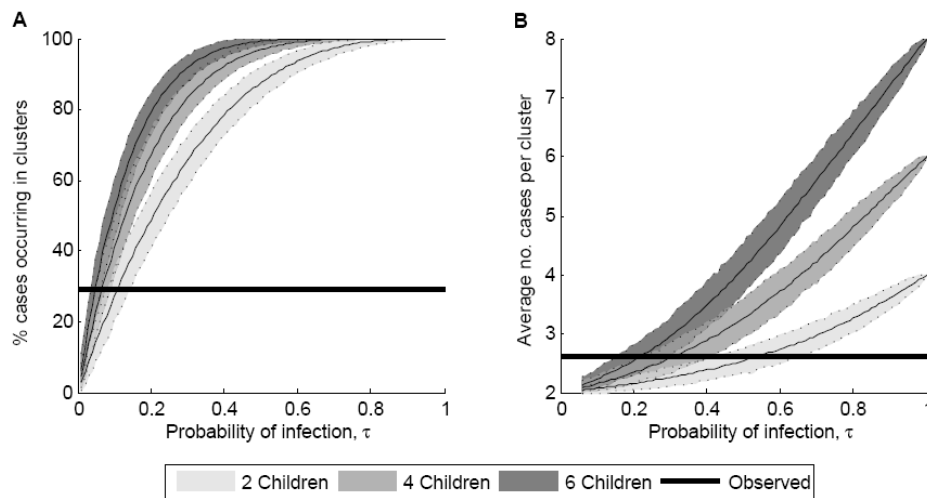 A
B
% cases occurring in clusters
100
80
60
40
20
0
0
0.2
0.4
0.6
0.8
1
Probability of infection, τ
Average no. cases per cluster
8
7
6
5
4
3
2
0
0.2
0.4
0.6
0.8
1
Probability of infection, τ
2 Children
4 Children
6 Children
Observed